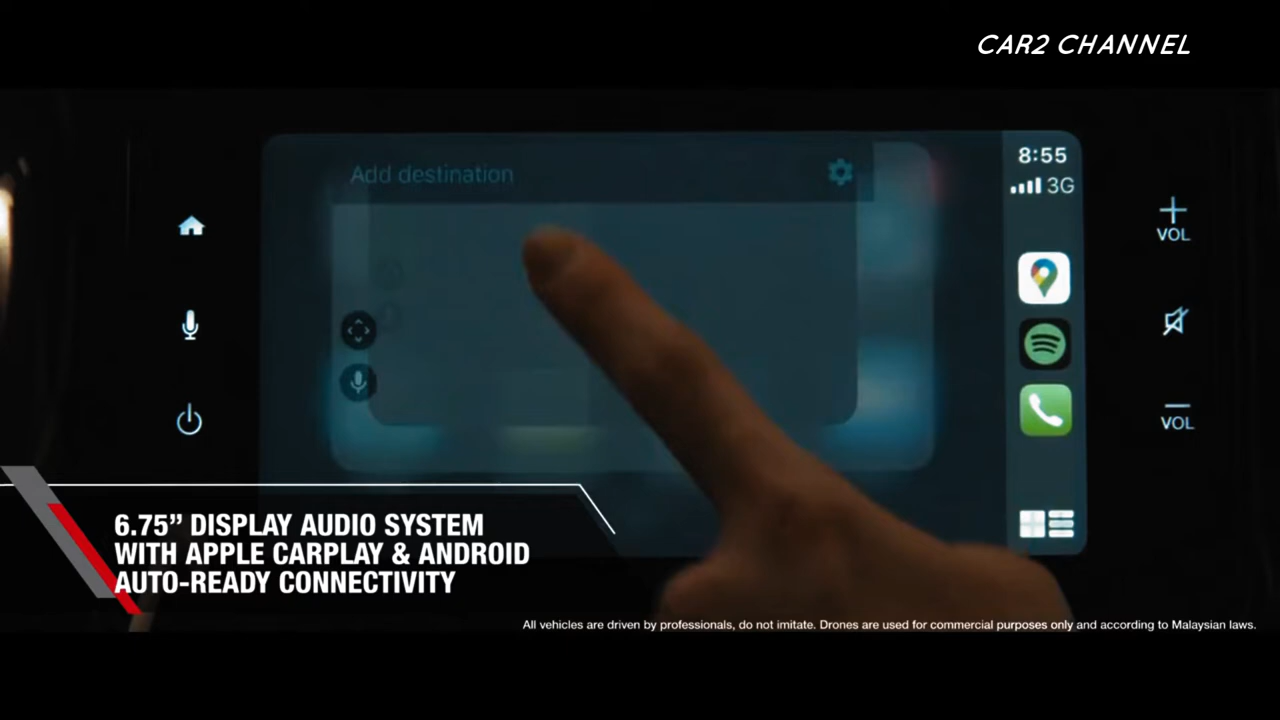 CAR2 CHANNEL
Add destination
8:55
3G
VOL
VOL
6.75” DISPLAY AUDIO SYSTEM
WITH APPLE CARPLAY & ANDROID
AUTO-READY CONNECTIVITY
All vehicles are driven by professionals, do not imitate. Drones are used for commercial purposes only and according to Malaysian laws.